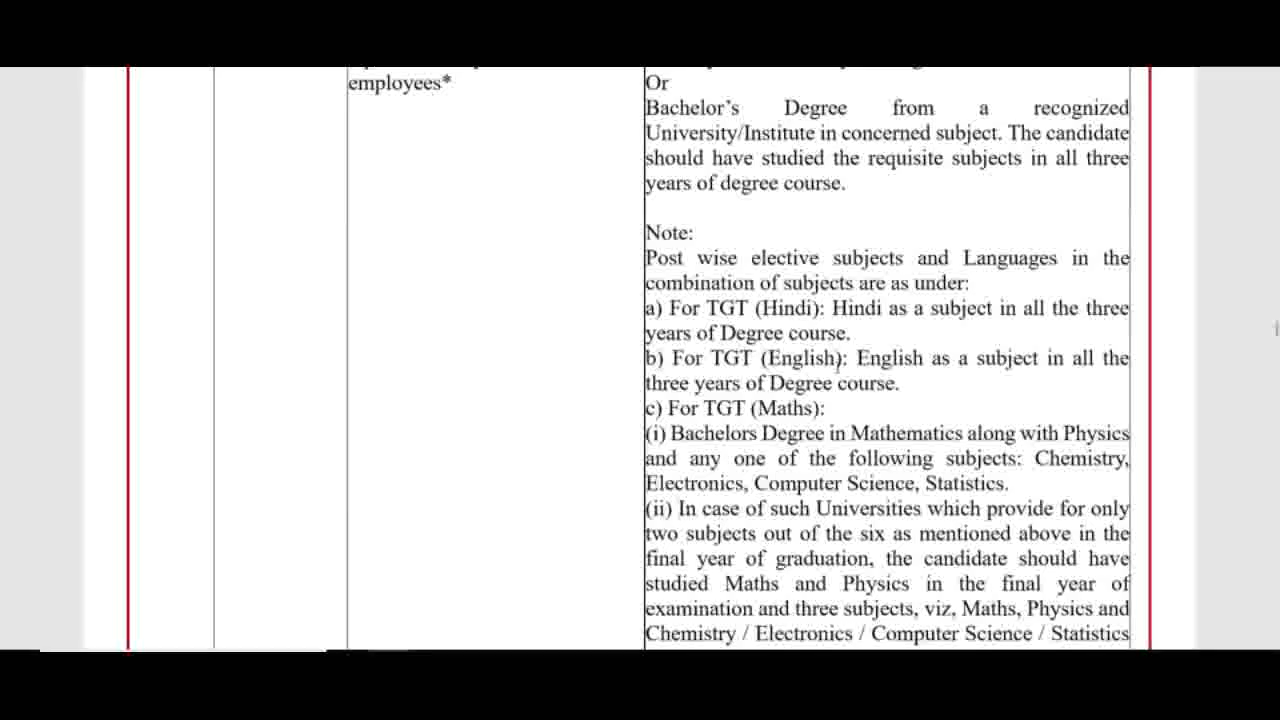 employees*
Or
Bachelor's Degree from a recognized
University/Institute in concerned subject. The candidate
should have studied the requisite subjects in all three
years of degree course.
Note:
Post wise elective subjects and Languages in the
combination of subjects are as under:
a) For TGT (Hindi): Hindi as a subject in all the three
years of Degree course.
b) For TGT (English): English as a subject in all the
three years of Degree course.
c) For TGT (Maths):
(i) Bachelors Degree in Mathematics along with Physics
and any one of the following subjects: Chemistry,
Electronics, Computer Science, Statistics.
(ii) In case of such Universities which provide for only
two subjects out of the six as mentioned above in the
final year of graduation, the candidate should have
studied Maths and Physics in the final year of
examination and three subjects, viz, Maths, Physics and
Chemistry / Electronics / Computer Science / Statistics